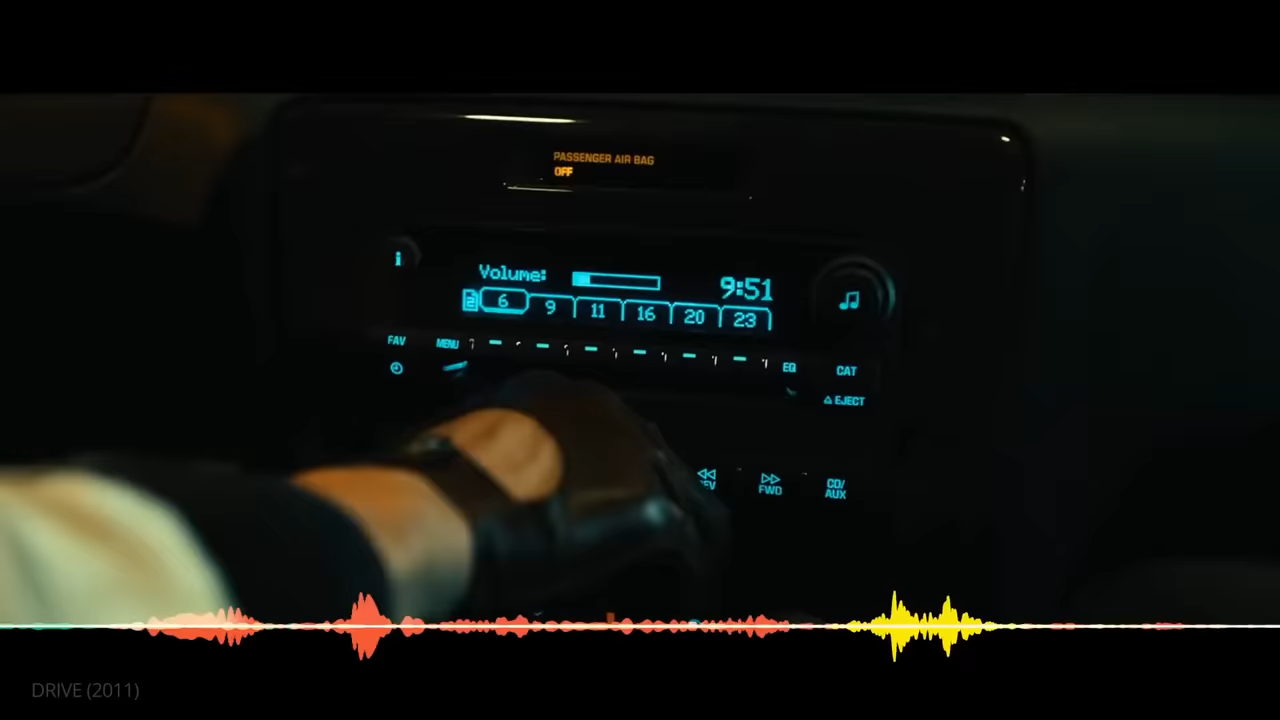 PASSENGER AIR BAG
OFF
i
Volume:
9:51
2 6 9 11 16 20 23
FAV MENU EQ CAT
EJECT
FWD CD/
AUX
DRIVE (2011)